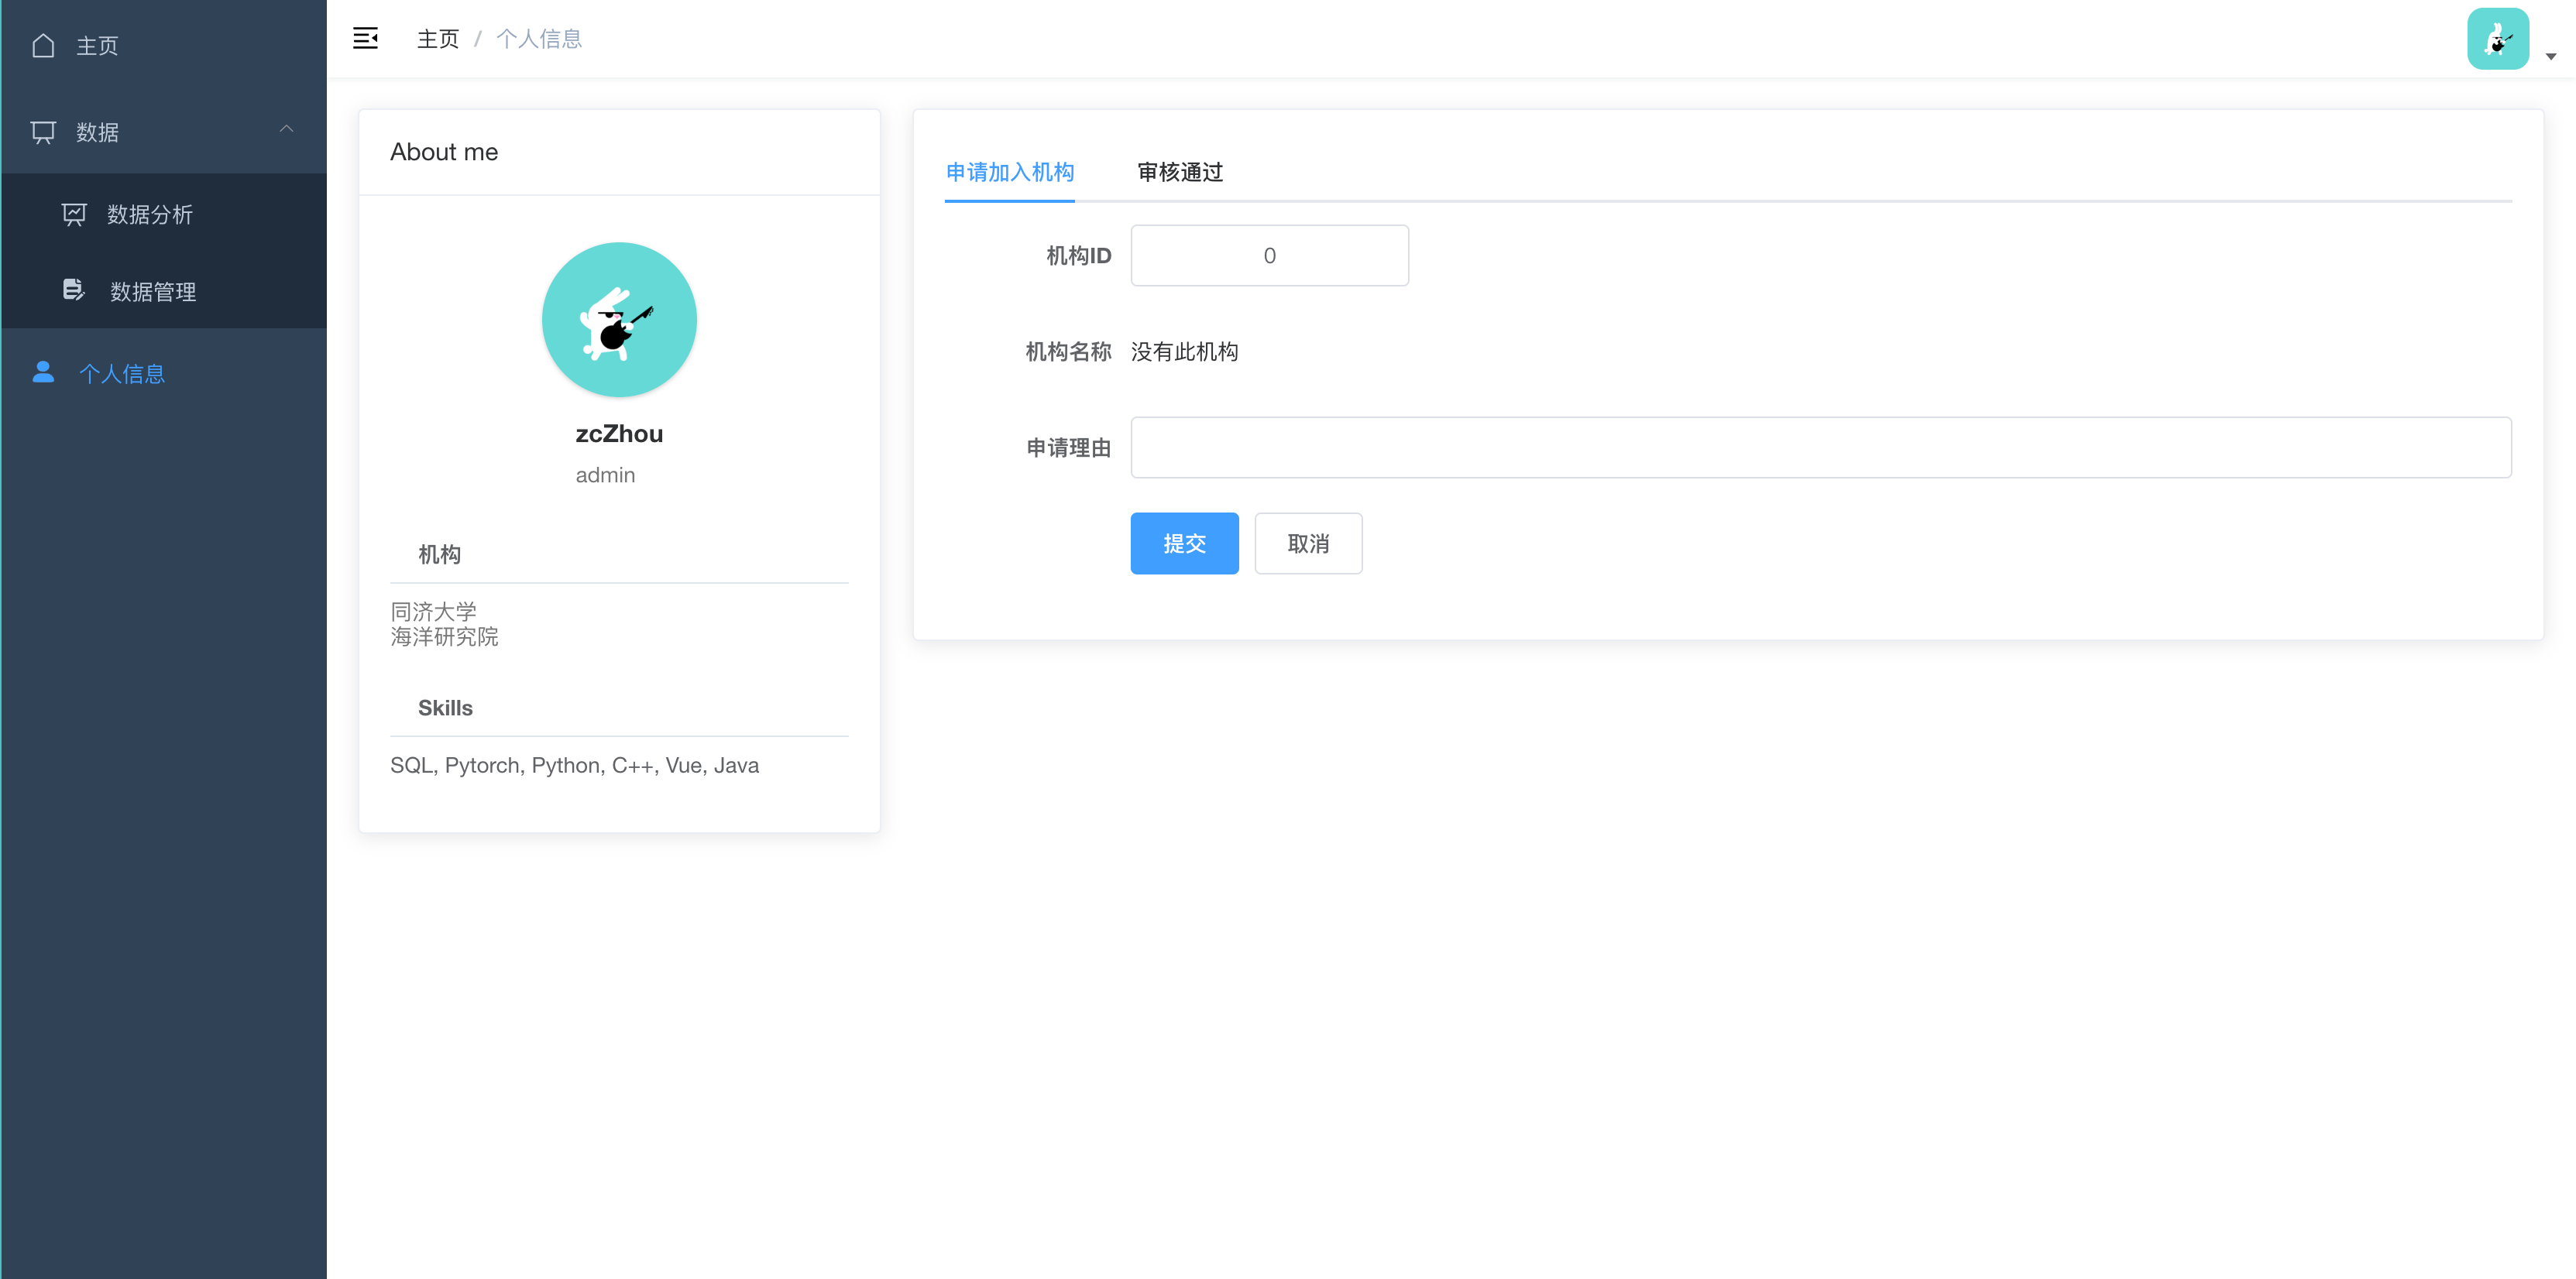 主页
数据
数据分析
数据管理
个人信息
主页 / 个人信息
About me
zcZhou
admin
机构
同济大学
海洋研究院
Skills
SQL, Pytorch, Python, C++, Vue, Java
申请加入机构 审核通过
机构ID 0
机构名称 没有此机构
申请理由
提交 取消